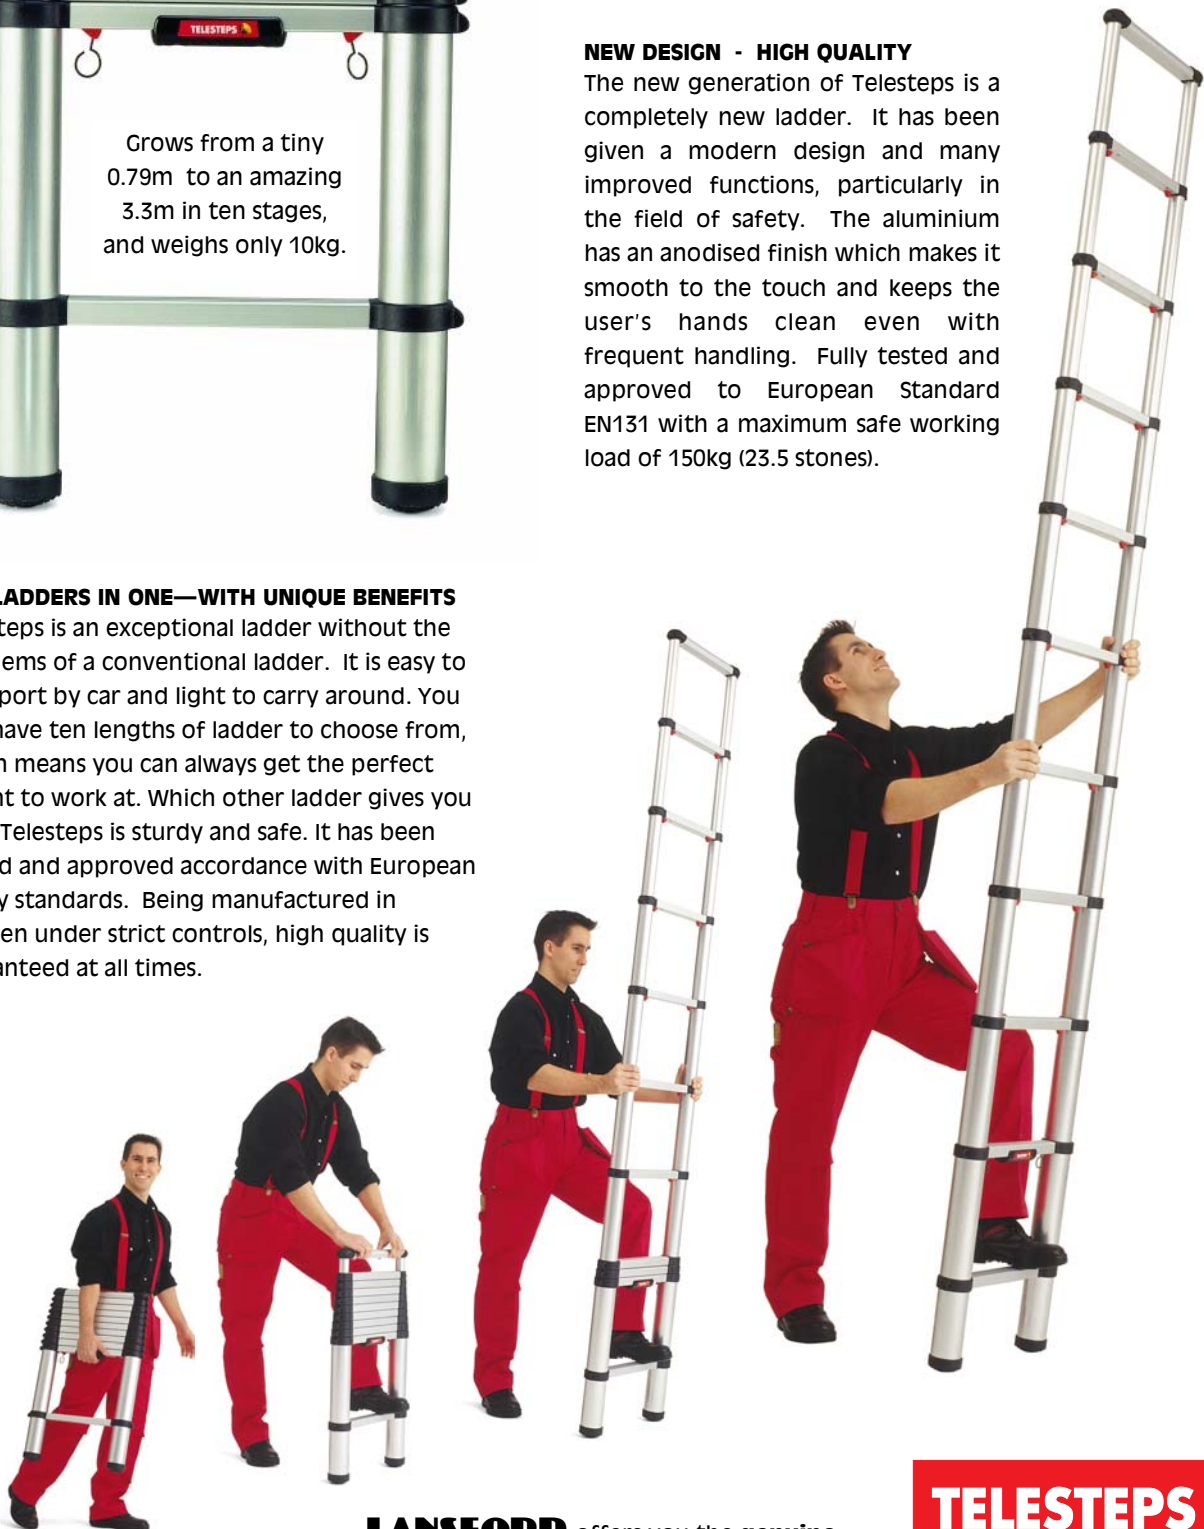 TELESTEPS
Grows from a tiny
0.79m to an amazing
3.3m in ten stages,
and weighs only 10kg.
NEW DESIGN - HIGH QUALITY
The new generation of Telesteps is a
completely new ladder. It has been
given a modern design and many
improved functions, particularly in
the field of safety. The aluminium
has an anodised finish which makes it
smooth to the touch and keeps the
user's hands clean even with
frequent handling. Fully tested and
approved to European Standard
EN131 with a maximum safe working
load of 150kg (23.5 stones).
LADDERS IN ONE—WITH UNIQUE BENEFITS
steps is an exceptional ladder without the
ems of a conventional ladder. It is easy to
port by car and light to carry around. You
have ten lengths of ladder to choose from,
means you can always get the perfect
nt to work at. Which other ladder gives you
Telesteps is sturdy and safe. It has been
d and approved accordance with European
y standards. Being manufactured in
en under strict controls, high quality is
anteed at all times.
LANSFORD offers you the genuine
TELESTEPS